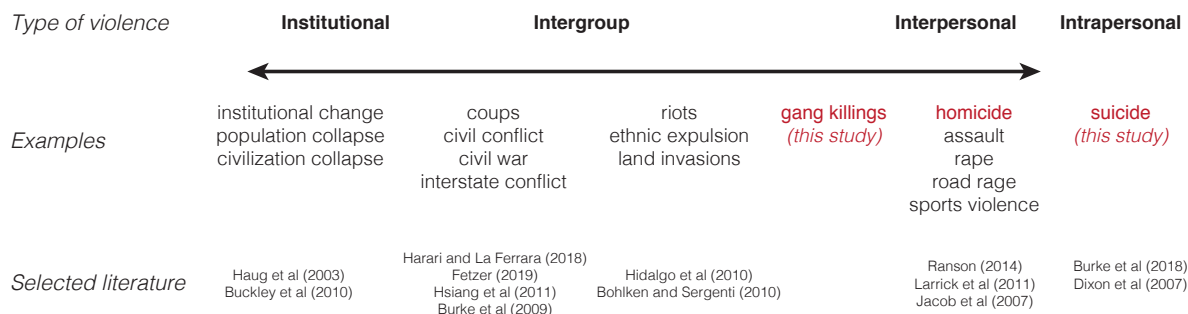 Type of violence Institutional Intergroup Interpersonal Intrapersonal
Examples
institutional change
population collapse
civilization collapse
coups
civil conflict
civil war
interstate conflict
riots
ethnic expulsion
land invasions
gang killings
(this study)
homicide
assault
rape
road rage
sports violence
suicide
(this study)
Selected literature
Haug et al (2003)
Buckley et al (2010)
Harari and La Ferrara (2018)
Fetzer (2019)
Hsiang et al (2011)
Burke et al (2009)
Hidalgo et al (2010)
Bohlken and Sergenti (2010)
Ranson (2014)
Larrick et al (2011)
Jacob et al (2007)
Burke et al (2018)
Dixon et al (2007)